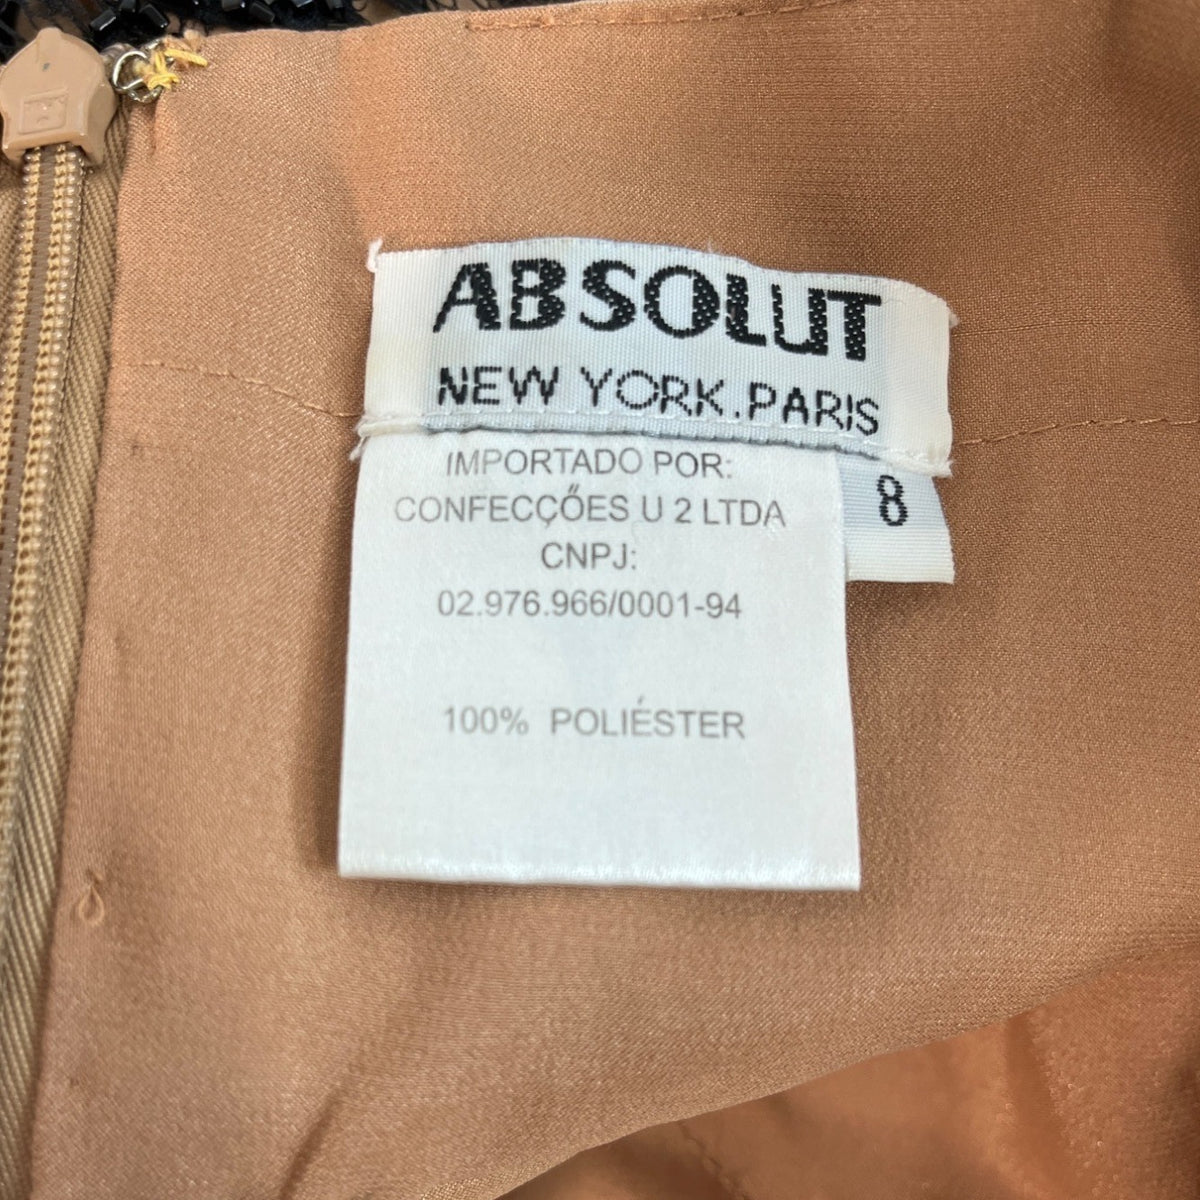 ABSOLUT
NEW YORK.PARIS
8
IMPORTADO POR:
CONFECÇÕES U 2 LTDA
CNPJ:
02.976.966/0001-94
100% POLIÉSTER